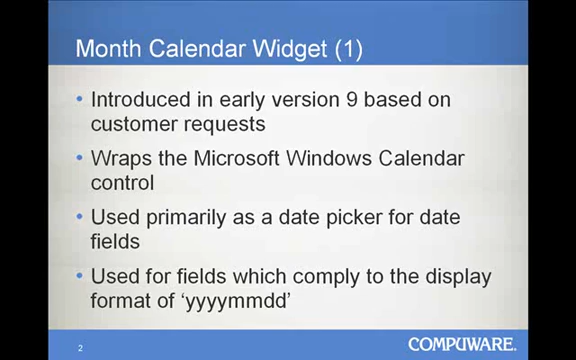 Month Calendar Widget (1)
• Introduced in early version 9 based on
customer requests
• Wraps the Microsoft Windows Calendar
control
• Used primarily as a date picker for date
fields
• Used for fields which comply to the display
format of ‘yyyymmdd’
2
COMPUWARE.